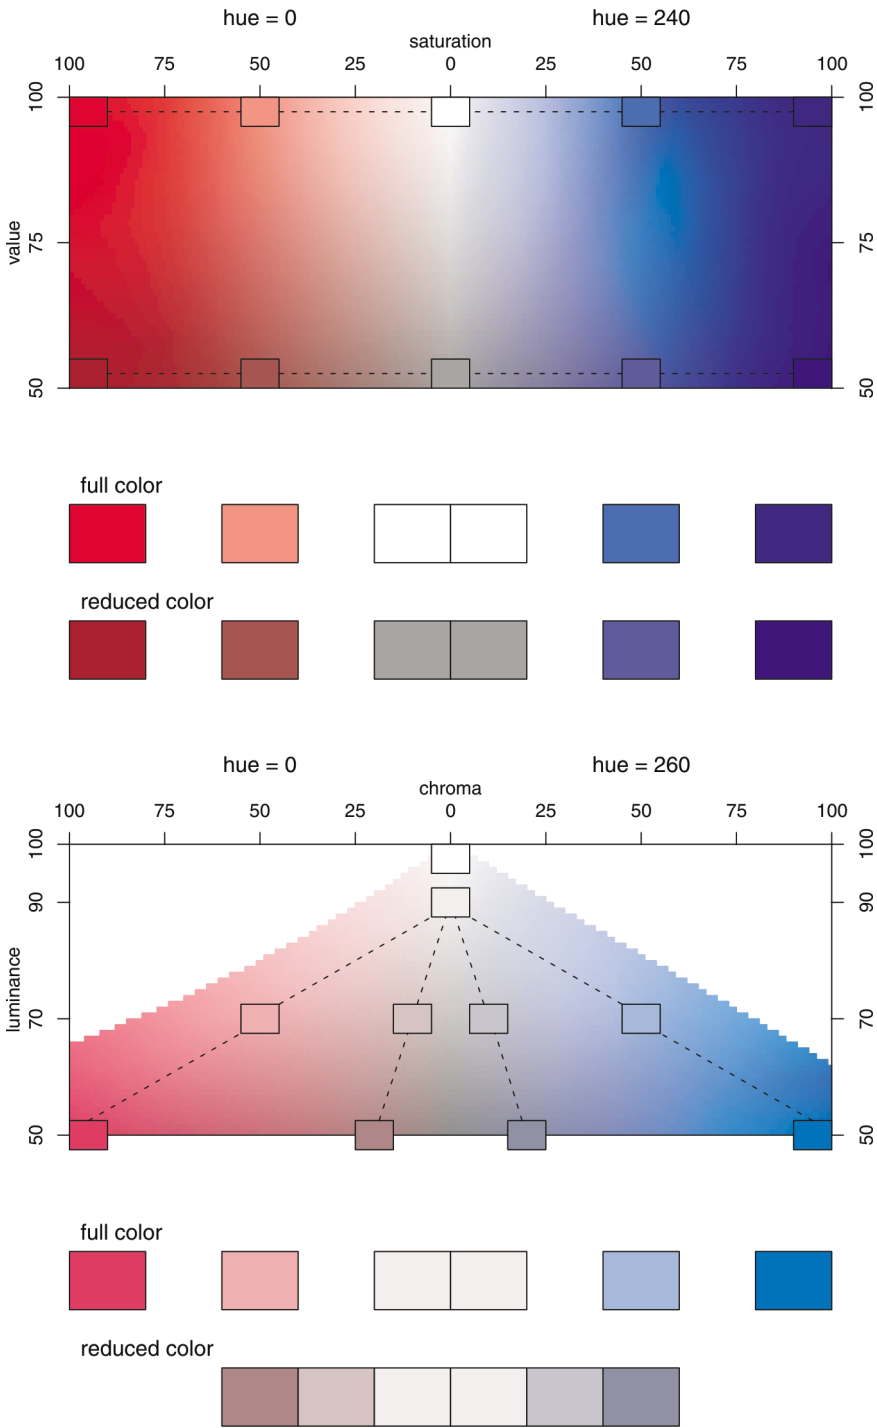 hue = 0 hue = 240
saturation
100 75 50 25 0 25 50 75 100
100 100
value
75 75
50 50
full color
reduced color
hue = 0 hue = 260
chroma
100 75 50 25 0 25 50 75 100
100 100
90 90
luminance
70 70
50 50
full color
reduced color